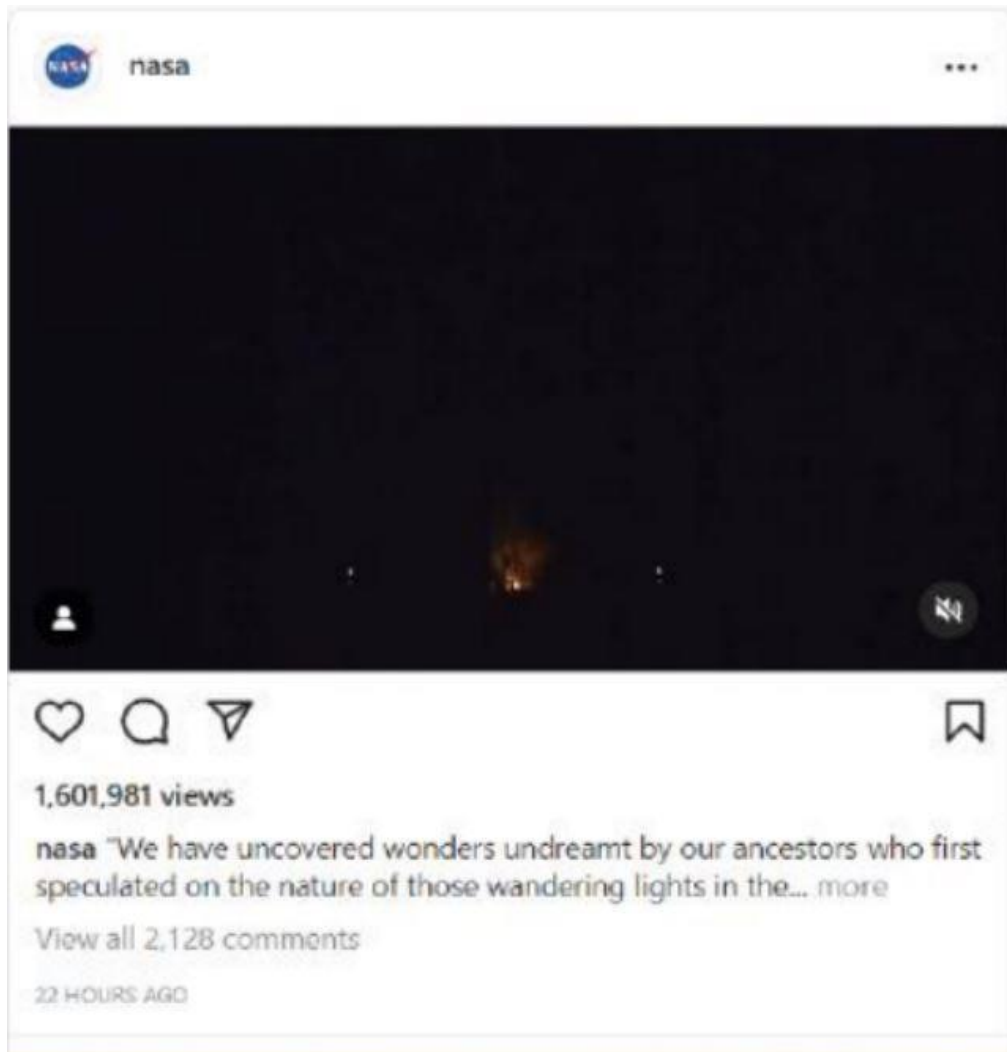 NASA
nasa
1,601,981 views
nasa "We have uncovered wonders undreamt by our ancestors who first
speculated on the nature of those wandering lights in the... more
View all 2,128 comments
22 HOURS AGO